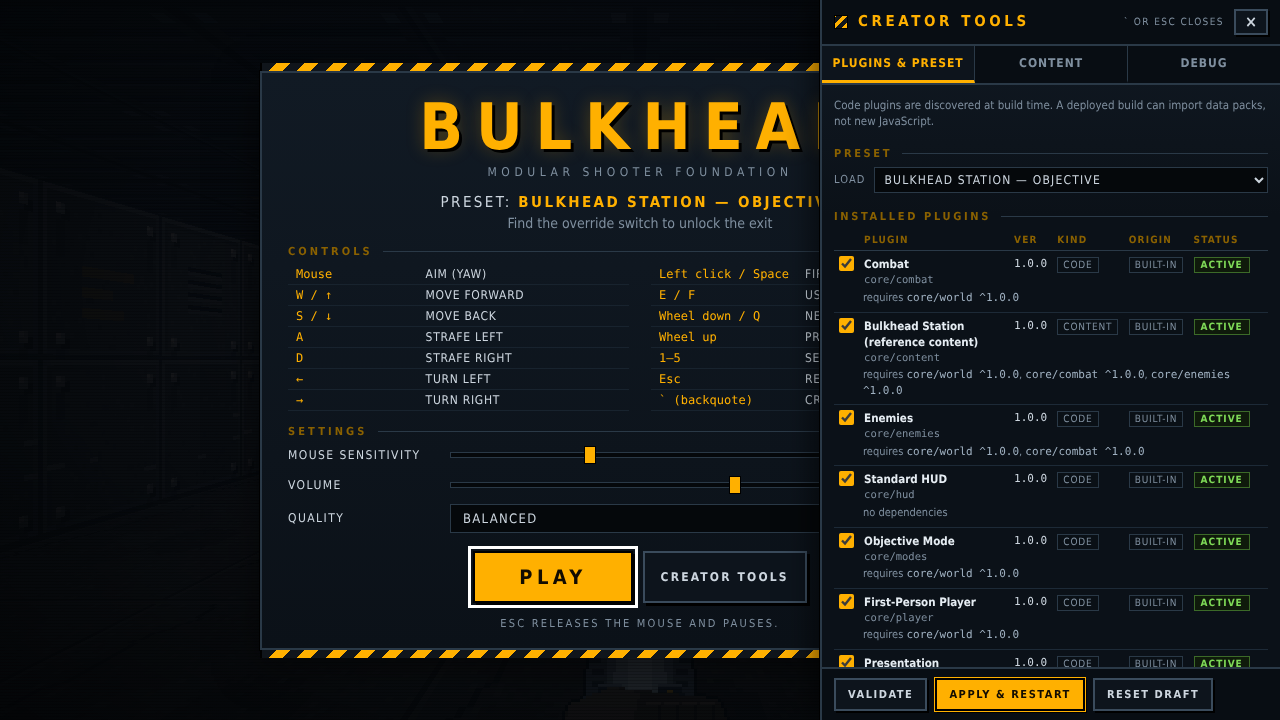 BULKHEA
MODULAR SHOOTER FOUNDATION
PRESET: BULKHEAD STATION — OBJECTIV
Find the override switch to unlock the exit
CONTROLS
Mouse AIM (YAW) Left click / Space FIR
W / ↑ MOVE FORWARD E / F US
S / ↓ MOVE BACK Wheel down / Q NE
A STRAFE LEFT Wheel up PR
D STRAFE RIGHT 1–5 SE
← TURN LEFT Esc RE
→ TURN RIGHT ` (backquote) CR
SETTINGS
MOUSE SENSITIVITY
VOLUME
QUALITY BALANCED
PLAY CREATOR TOOLS
ESC RELEASES THE MOUSE AND PAUSES.
CREATOR TOOLS ` OR ESC CLOSES X
PLUGINS & PRESET CONTENT DEBUG
Code plugins are discovered at build time. A deployed build can import data packs,
not new JavaScript.
PRESET
LOAD BULKHEAD STATION — OBJECTIVE
INSTALLED PLUGINS
PLUGIN VER KIND ORIGIN STATUS
Combat 1.0.0 CODE BUILT-IN ACTIVE
core/combat
requires core/world ^1.0.0
Bulkhead Station 1.0.0 CONTENT BUILT-IN ACTIVE
(reference content)
core/content
requires core/world ^1.0.0, core/combat ^1.0.0, core/enemies
^1.0.0
Enemies 1.0.0 CODE BUILT-IN ACTIVE
core/enemies
requires core/world ^1.0.0, core/combat ^1.0.0
Standard HUD 1.0.0 CODE BUILT-IN ACTIVE
core/hud
no dependencies
Objective Mode 1.0.0 CODE BUILT-IN ACTIVE
core/modes
requires core/world ^1.0.0
First-Person Player 1.0.0 CODE BUILT-IN ACTIVE
core/player
requires core/world ^1.0.0
Presentation 1.0.0 CODE BUILT-IN ACTIVE
VALIDATE APPLY & RESTART RESET DRAFT